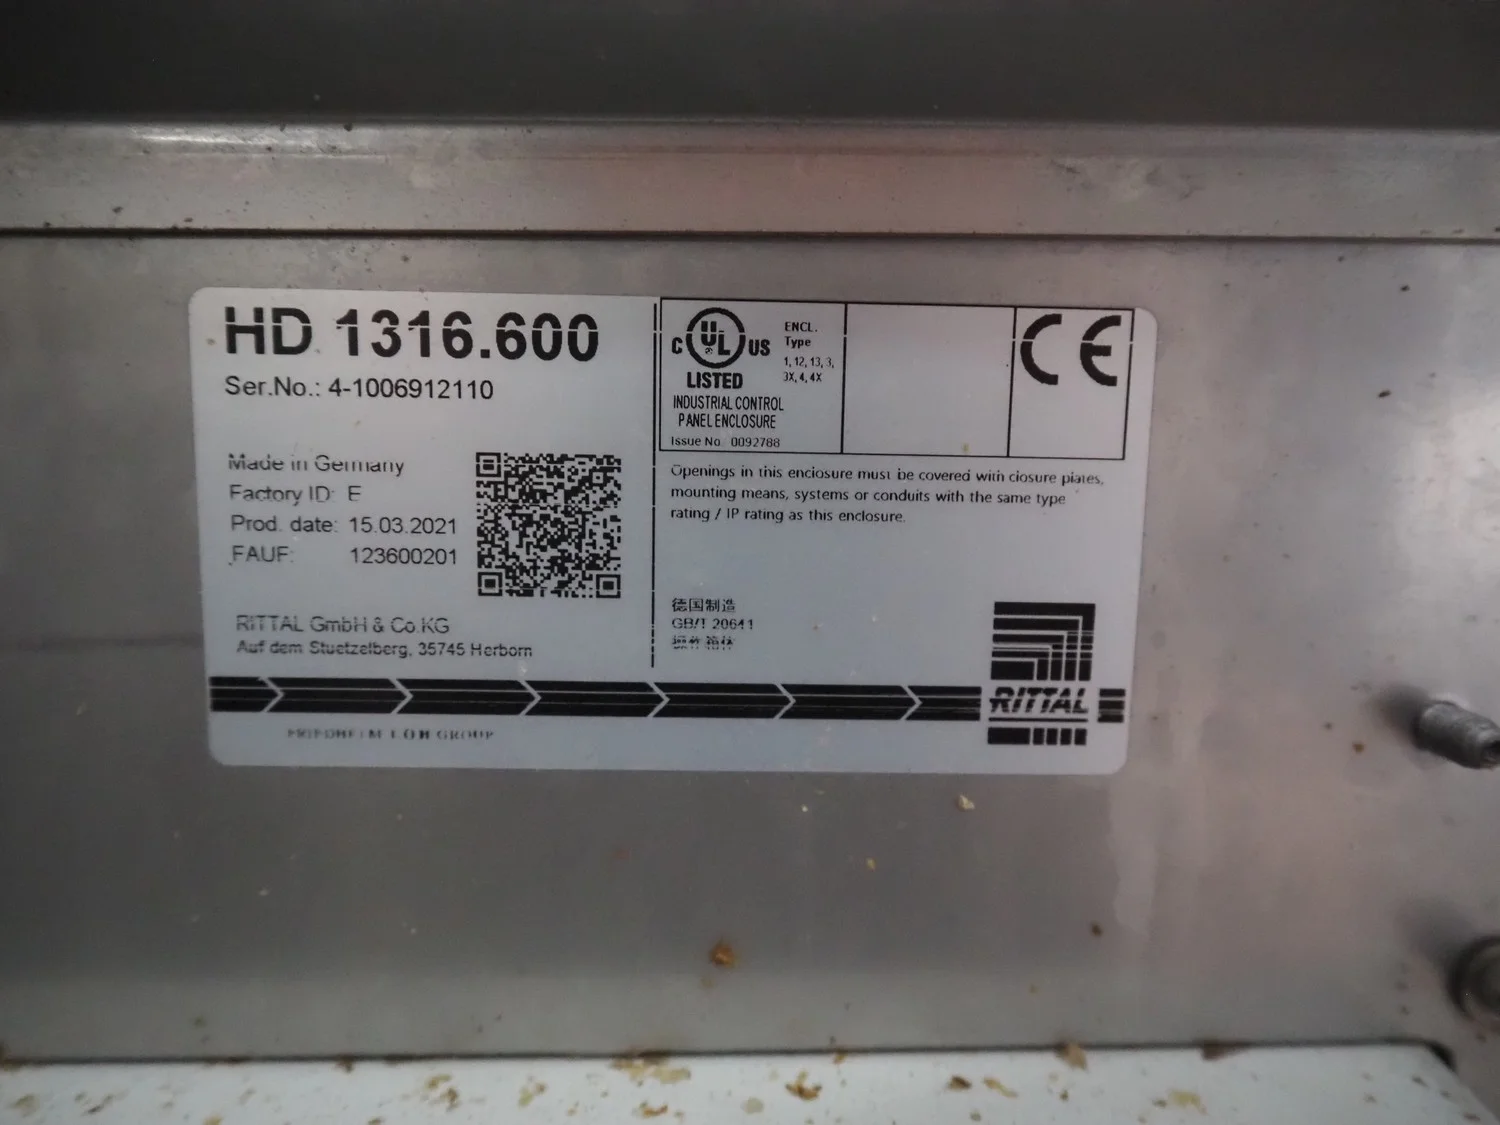 HD 1316.600
Ser.No.: 4-1006912110
Made in Germany
Factory ID: E
Prod. date: 15.03.2021
FAUF: 123600201
RITTAL GmbH & Co.KG
Auf dem Stuetzelberg, 35745 Herborn
FRIEDHELM LOH GROUP
C UL US
LISTED
INDUSTRIAL CONTROL
PANEL ENCLOSURE
Issue No. 0092788
ENCL.
Type
1, 12, 13, 3,
3X, 4, 4X
CE
Openings in this enclosure must be covered with closure plates,
mounting means, systems or conduits with the same type
rating / IP rating as this enclosure.
德国制造
GB/T 20641
RITTAL